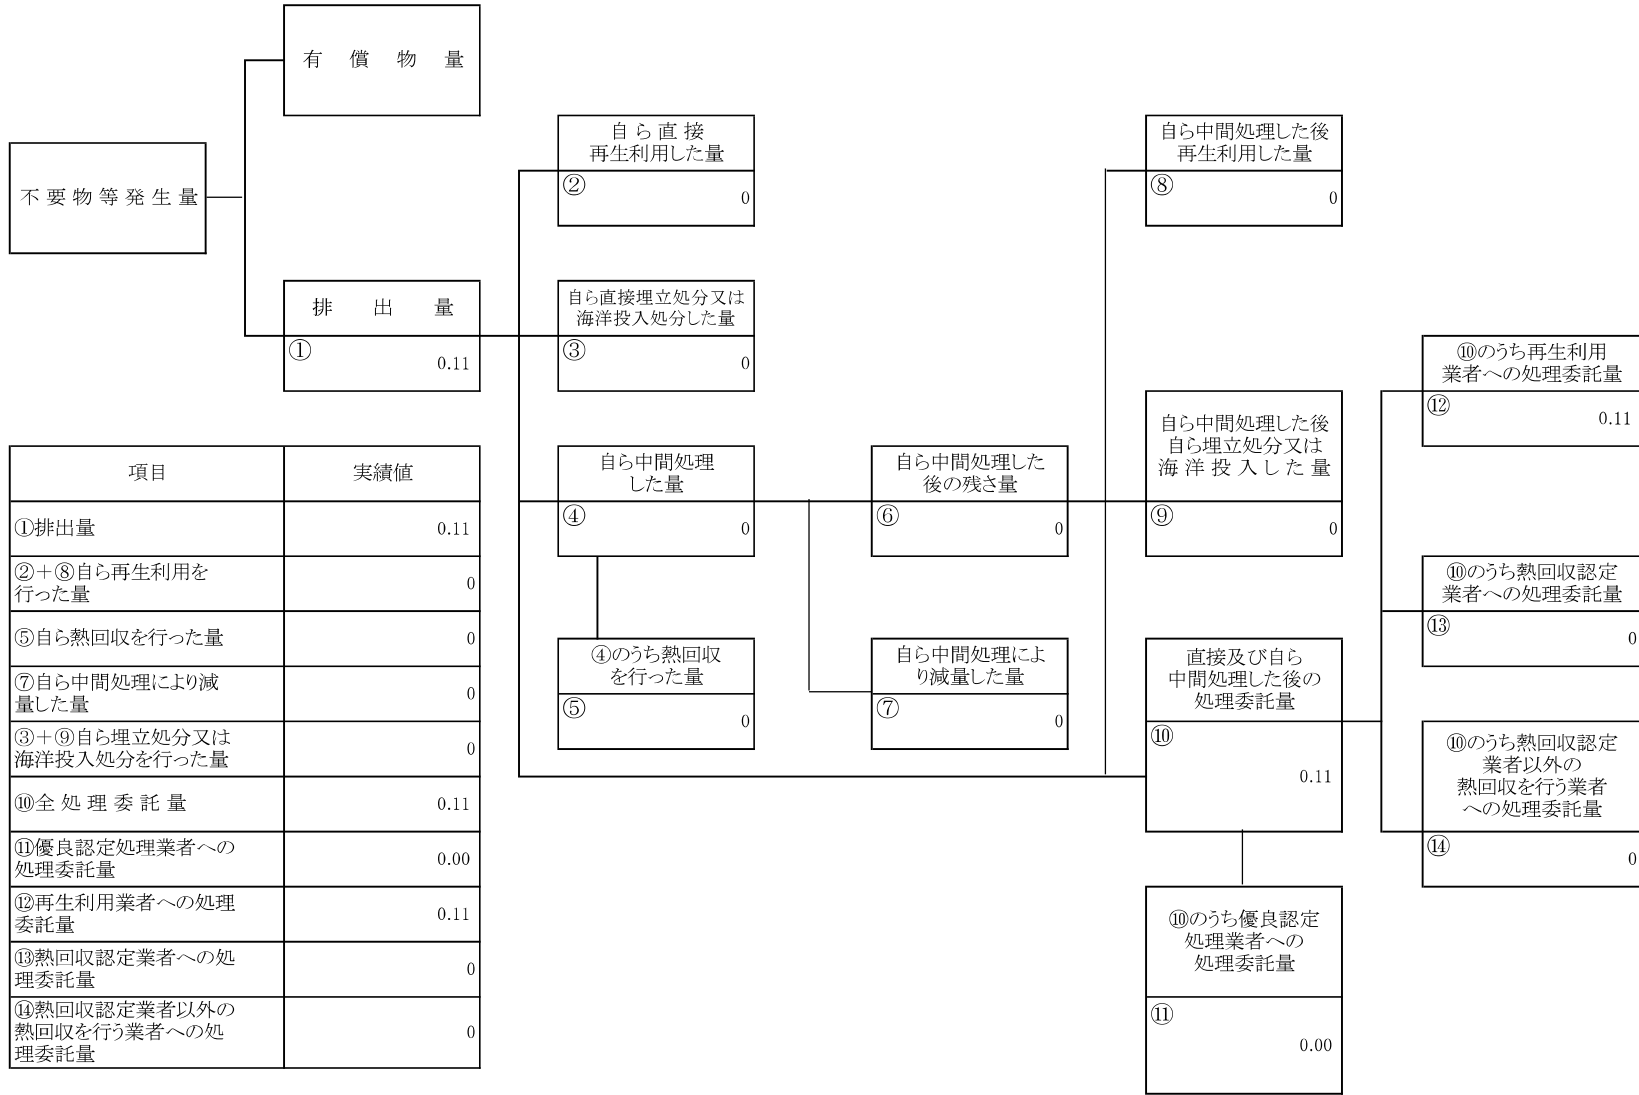 有償物量
不要物等発生量
排出量
①
0.11
自ら直接
再生利用した量
②
0
自ら直接埋立処分又は
海洋投入処分した量
③
0
自ら中間処理
した量
④
0
④のうち熱回収
を行った量
⑤
0
自ら中間処理した
後の残さ量
⑥
0
自ら中間処理によ
り減量した量
⑦
0
自ら中間処理した後
再生利用した量
⑧
0
自ら中間処理した後
自ら埋立処分又は
海洋投入した量
⑨
0
直接及び自ら
中間処理した後の
処理委託量
⑩
0.11
⑩のうち優良認定
処理業者への
処理委託量
⑪
0.00
⑩のうち再生利用
業者への処理委託量
⑫
0.11
⑩のうち熱回収認定
業者への処理委託量
⑬
0
⑩のうち熱回収認定
業者以外の
熱回収を行う業者
への処理委託量
⑭
0
項目 実績値
①排出量 0.11
②＋⑧自ら再生利用を
行った量 0
⑤自ら熱回収を行った量 0
⑦自ら中間処理により減
量した量 0
③＋⑨自ら埋立処分又は
海洋投入処分を行った量 0
⑩全処理委託量 0.11
⑪優良認定処理業者への
処理委託量 0.00
⑫再生利用業者への処理
委託量 0.11
⑬熱回収認定業者への処
理委託量 0
⑭熱回収認定業者以外の
熱回収を行う業者への処
理委託量 0